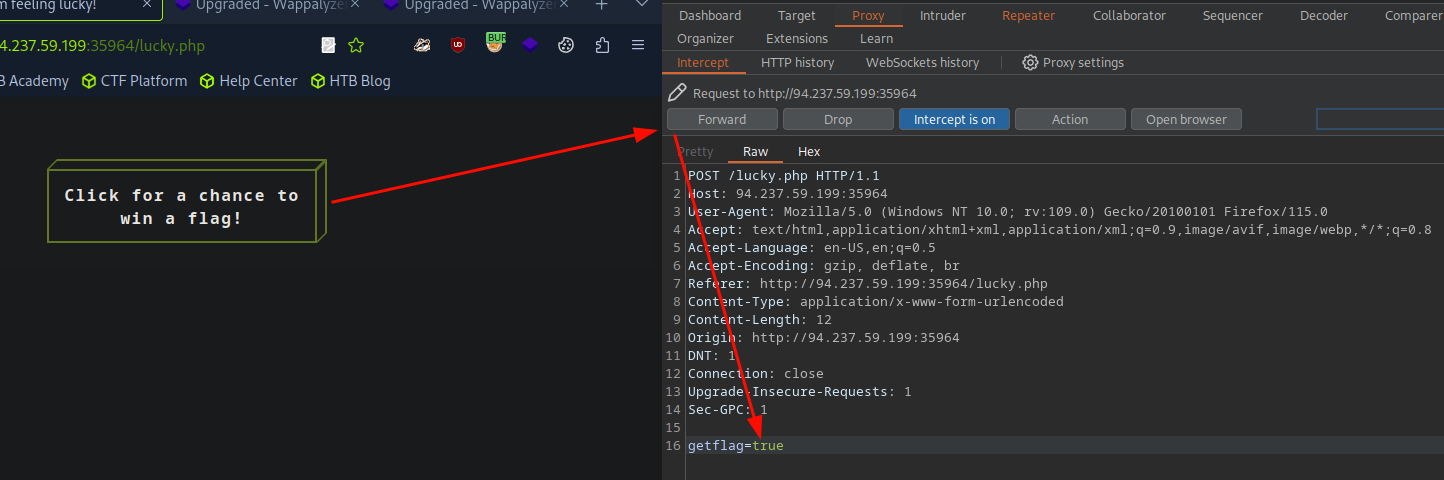 m feeling lucky!
Upgraded - Wappalyze
Upgraded - Wappalyze
4.237.59.199:35964/lucky.php
B Academy
CTF Platform
Help Center
HTB Blog
Click for a chance to
win a flag!
Dashboard
Target
Proxy
Intruder
Repeater
Collaborator
Sequencer
Decoder
Comparer
Organizer
Extensions
Learn
Intercept
HTTP history
WebSockets history
Proxy settings
Request to http://94.237.59.199:35964
Forward
Drop
Intercept is on
Action
Open browser
Pretty
Raw
Hex
1 POST /lucky.php HTTP/1.1
2 Host: 94.237.59.199:35964
3 User-Agent: Mozilla/5.0 (Windows NT 10.0; rv:109.0) Gecko/20100101 Firefox/115.0
4 Accept: text/html,application/xhtml+xml,application/xml;q=0.9,image/avif,image/webp,*/*;q=0.8
5 Accept-Language: en-US,en;q=0.5
6 Accept-Encoding: gzip, deflate, br
7 Referer: http://94.237.59.199:35964/lucky.php
8 Content-Type: application/x-www-form-urlencoded
9 Content-Length: 12
10 Origin: http://94.237.59.199:35964
11 DNT: 1
12 Connection: close
13 Upgrade-Insecure-Requests: 1
14 Sec-GPC: 1
15
16 getflag=true